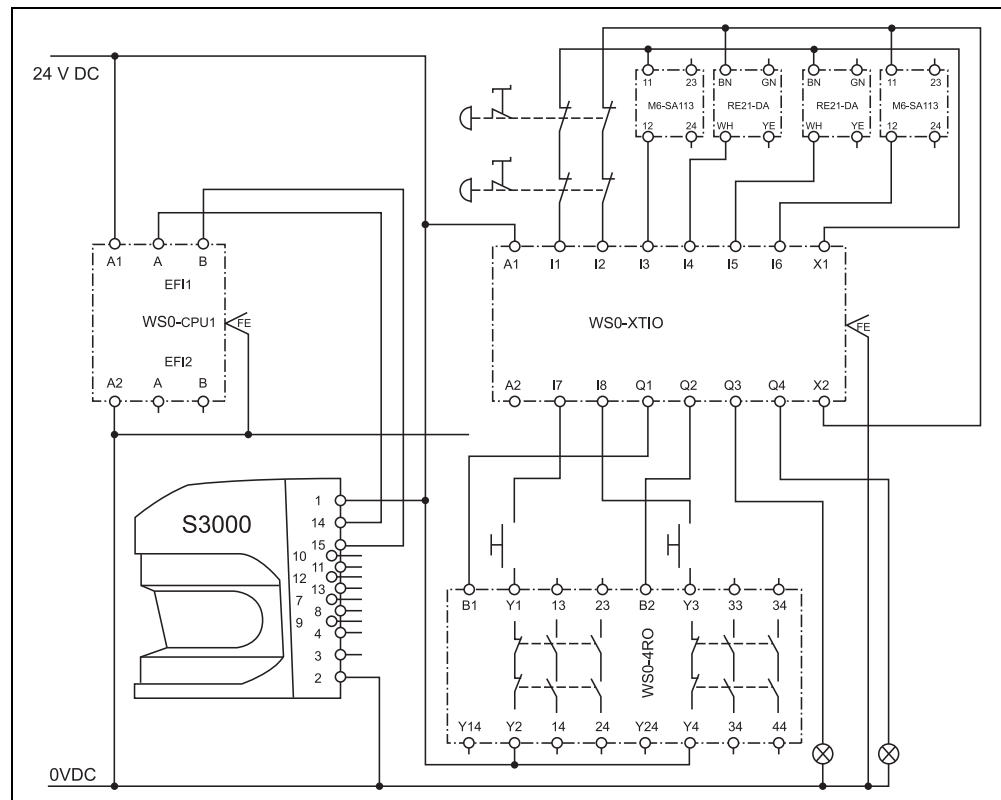 24 V DC
11 23 BN GN BN GN 11 23
M6-SA113 RE21-DA RE21-DA M6-SA113
12 24 WH YE WH YE 12 24
A1 A B
EFI1
WS0-CPU1 FE
EFI2
A2 A B
A1 I1 I2 I3 I4 I5 I6 X1
WS0-XTIO FE
A2 I7 I8 Q1 Q2 Q3 Q4 X2
S3000
1
14
15
10
11
12
13
7
8
9
4
3
2
B1 Y1 13 23 B2 Y3 33 34
WS0-4RO
Y14 Y2 14 24 Y24 Y4 34 44
0VDC